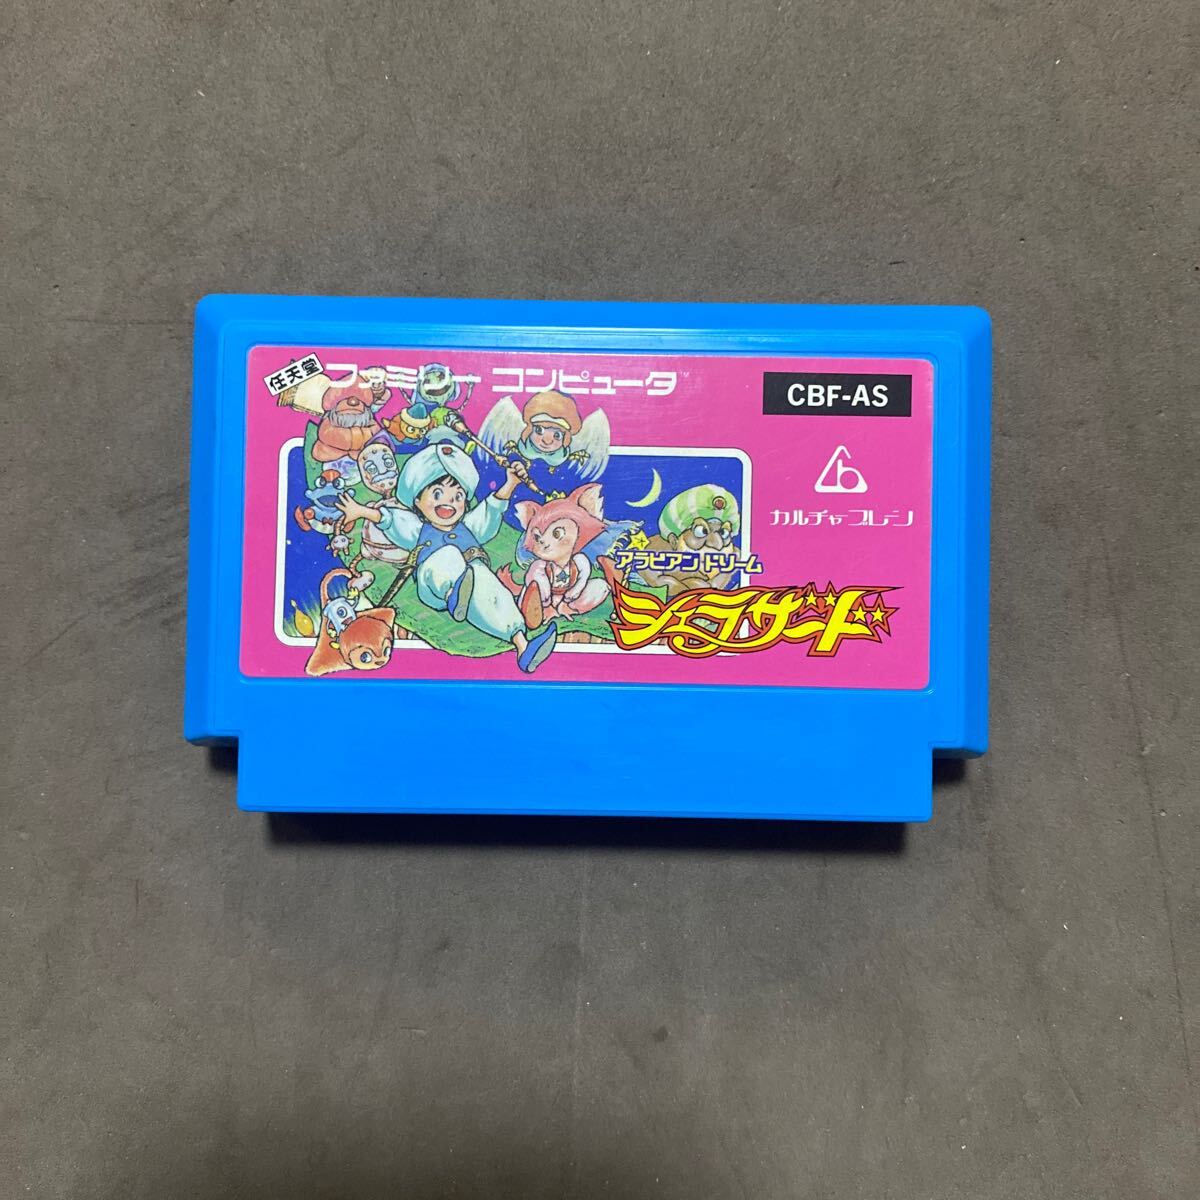 任天堂 ファミリー コンピュータ™
CBF-AS
カルチャーブレーン
アラビアン ドリーム
シェラザード